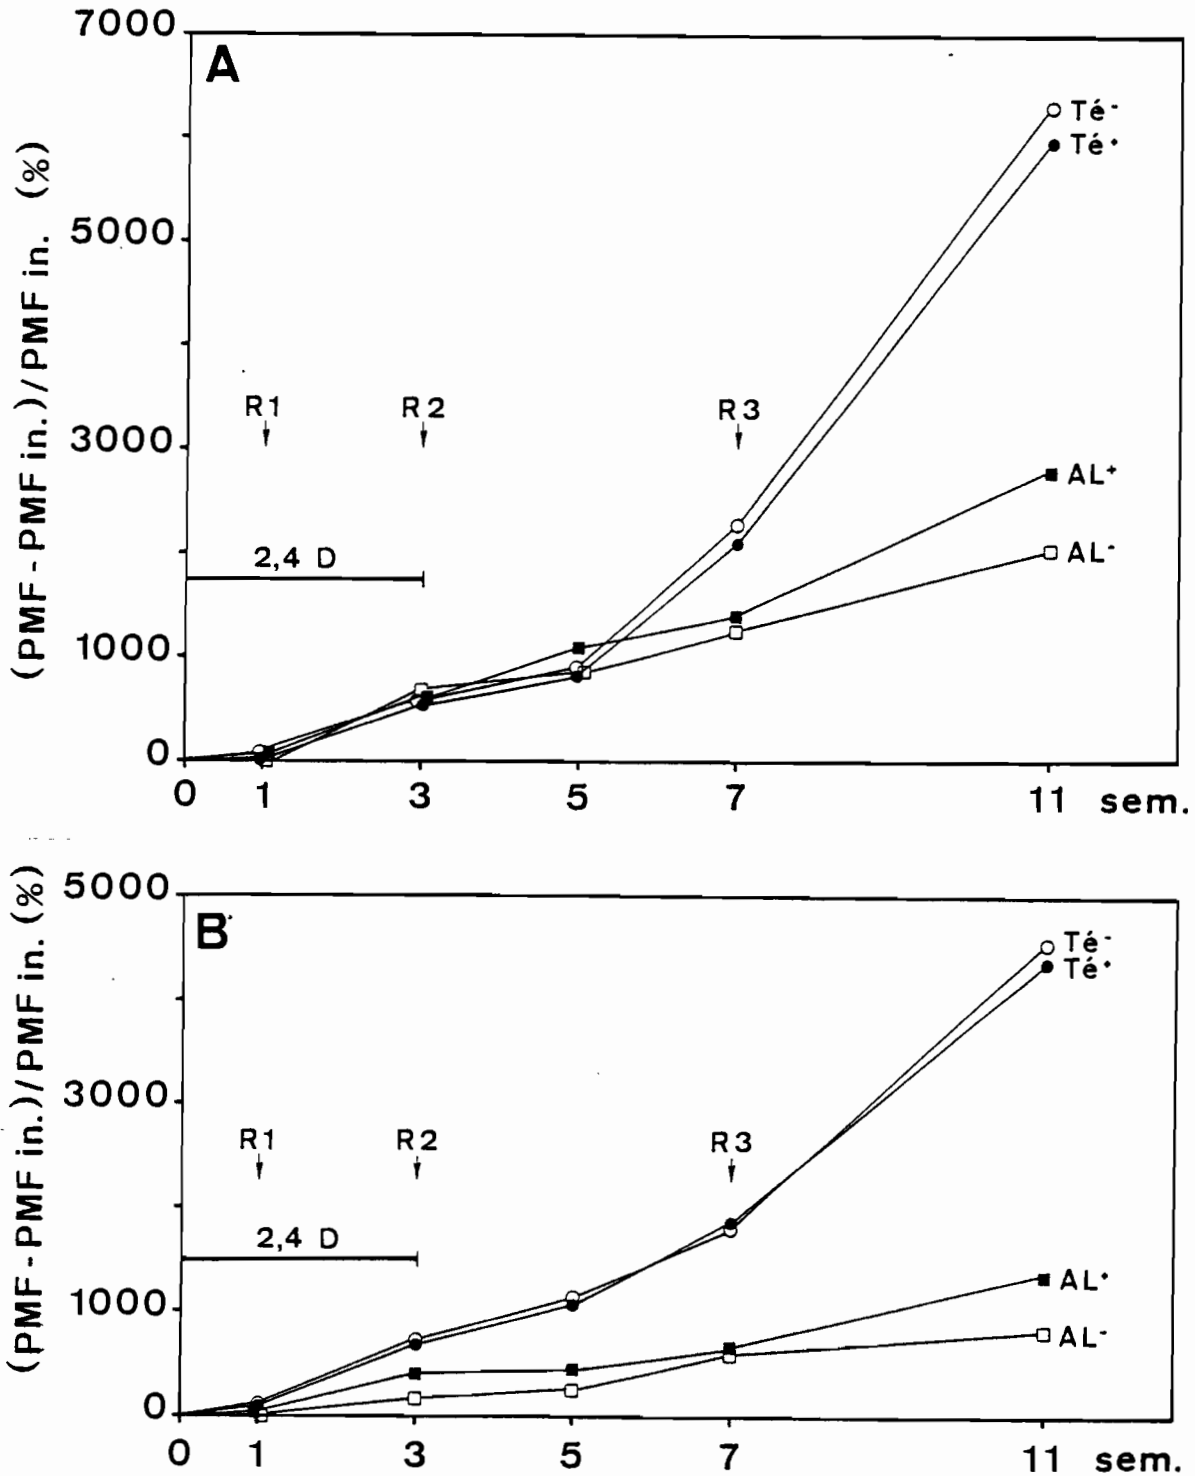 7000
A
Té-
Té+
5000
(PMF - PMF in.)/PMF in. (%)
R1
R2
R3
3000
AL+
2,4 D
AL-
1000
0
0 1 3 5 7 11 sem.
5000
B
Té-
Té+
(PMF - PMF in.)/PMF in. (%)
3000
R1
R2
R3
2,4 D
AL+
1000
AL-
0
0 1 3 5 7 11 sem.